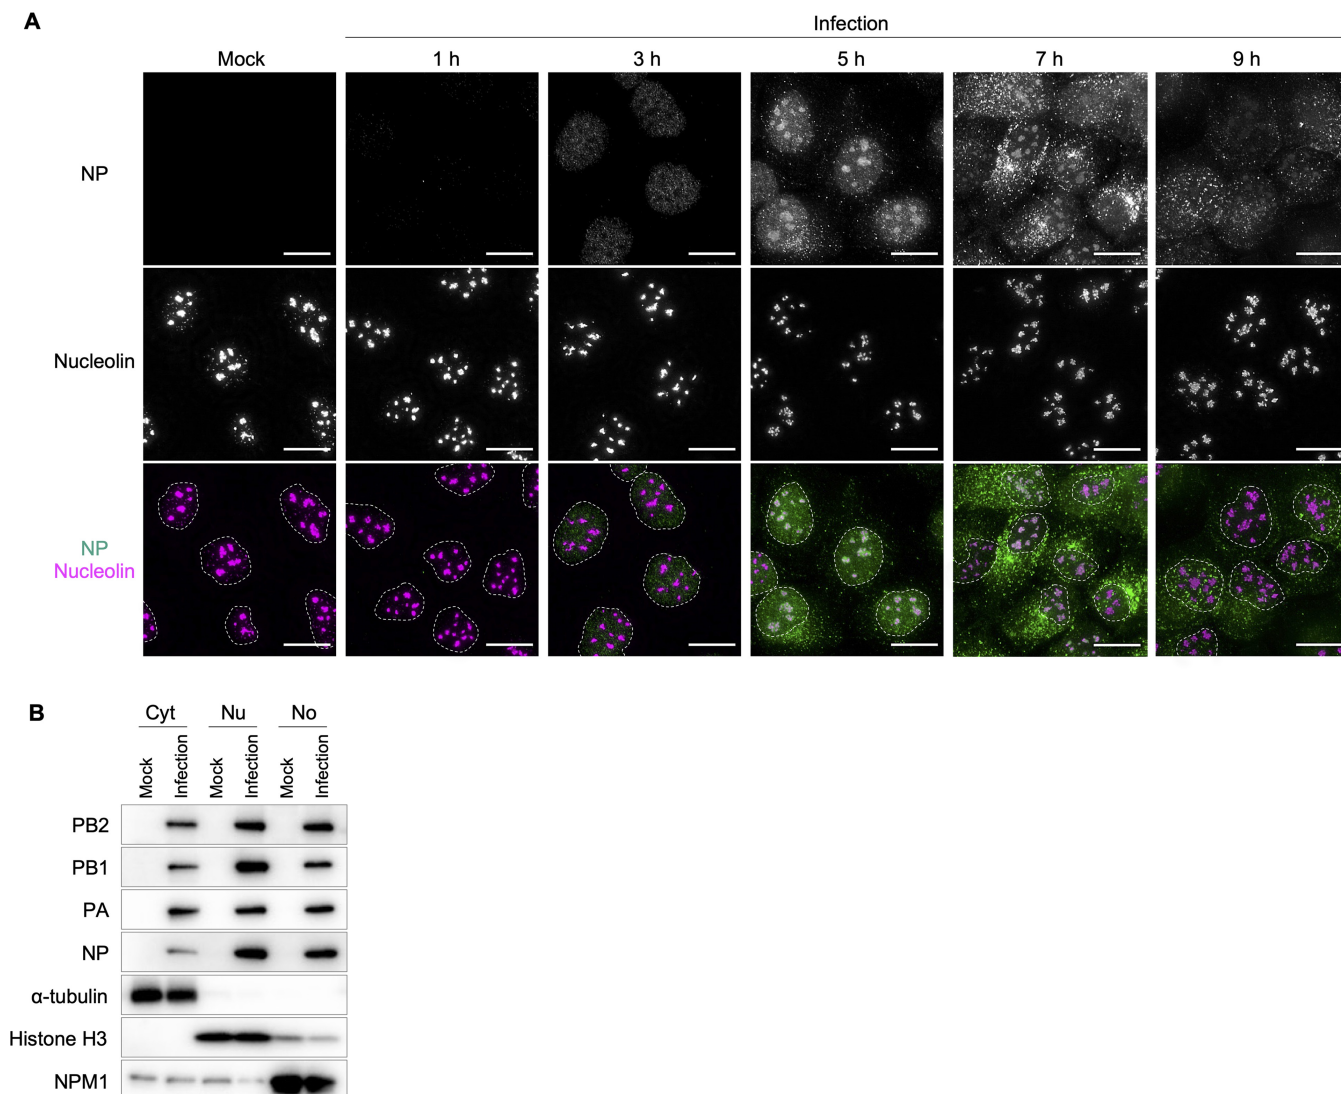 A
Infection
Mock 1 h 3 h 5 h 7 h 9 h
NP
Nucleolin
NP
Nucleolin
B
Cyt Nu No
Mock Infection Mock Infection Mock Infection
PB2
PB1
PA
NP
α-tubulin
Histone H3
NPM1